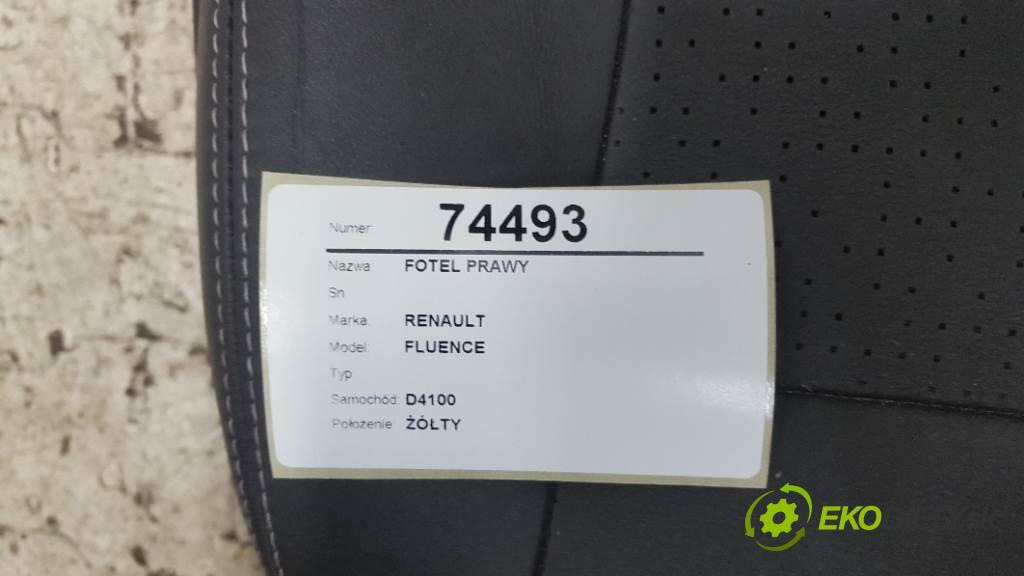 Numer: 74493
Nazwa: FOTEL PRAWY
Sn
Marka: RENAULT
Model: FLUENCE
Typ
Samochód: D4100
Położenie: ŻÓŁTY
EKO